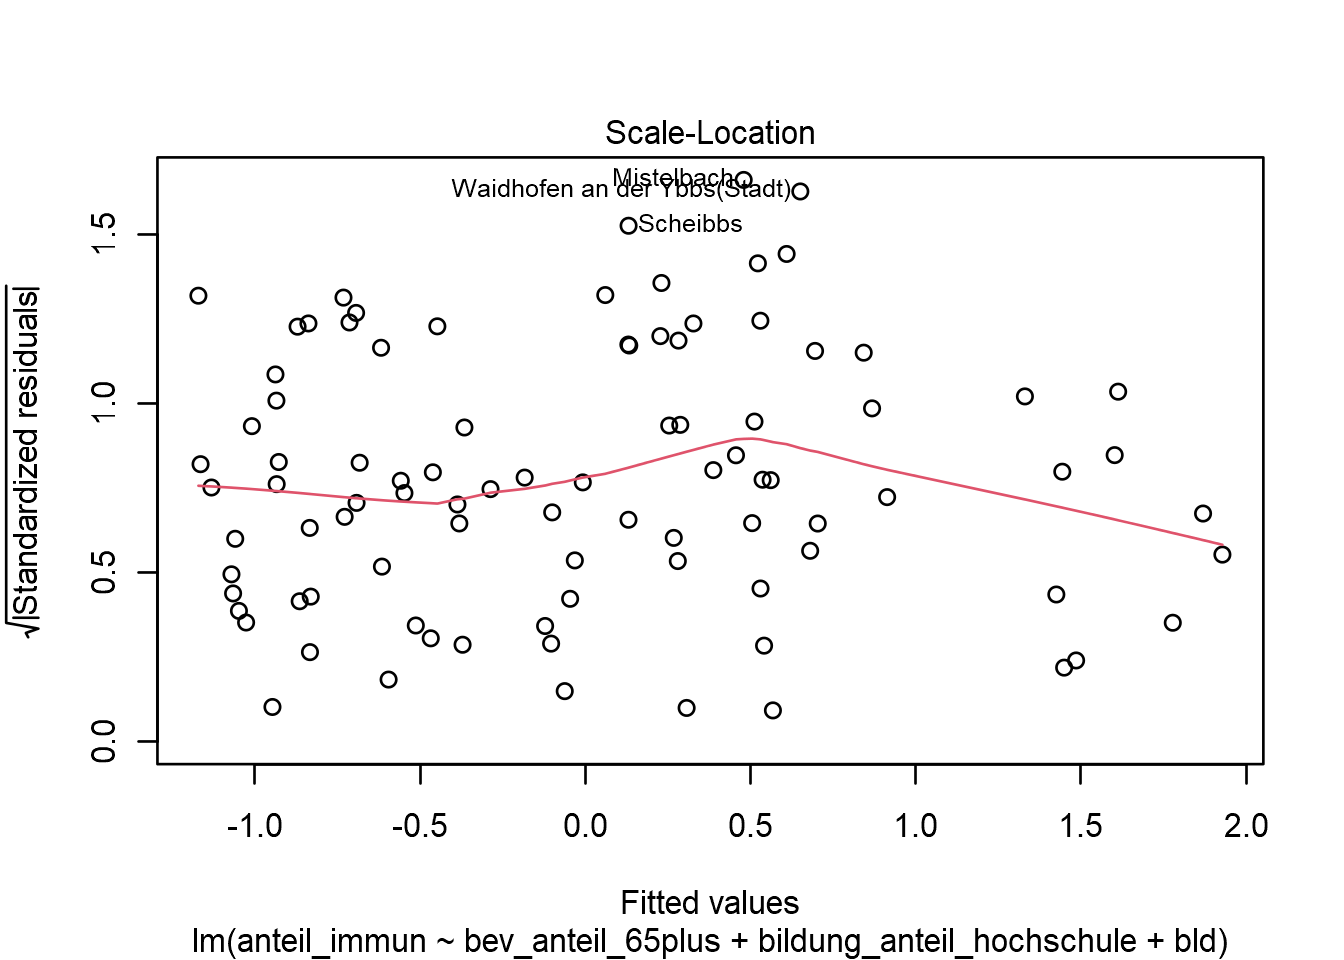 Scale-Location
Mistelbach
Waidhofen an der Ybbs(Stadt)
Scheibbs
√|Standardized residuals|
1.5
1.0
0.5
0.0
-1.0 -0.5 0.0 0.5 1.0 1.5 2.0
Fitted values
lm(anteil_immun ~ bev_anteil_65plus + bildung_anteil_hochschule + bld)